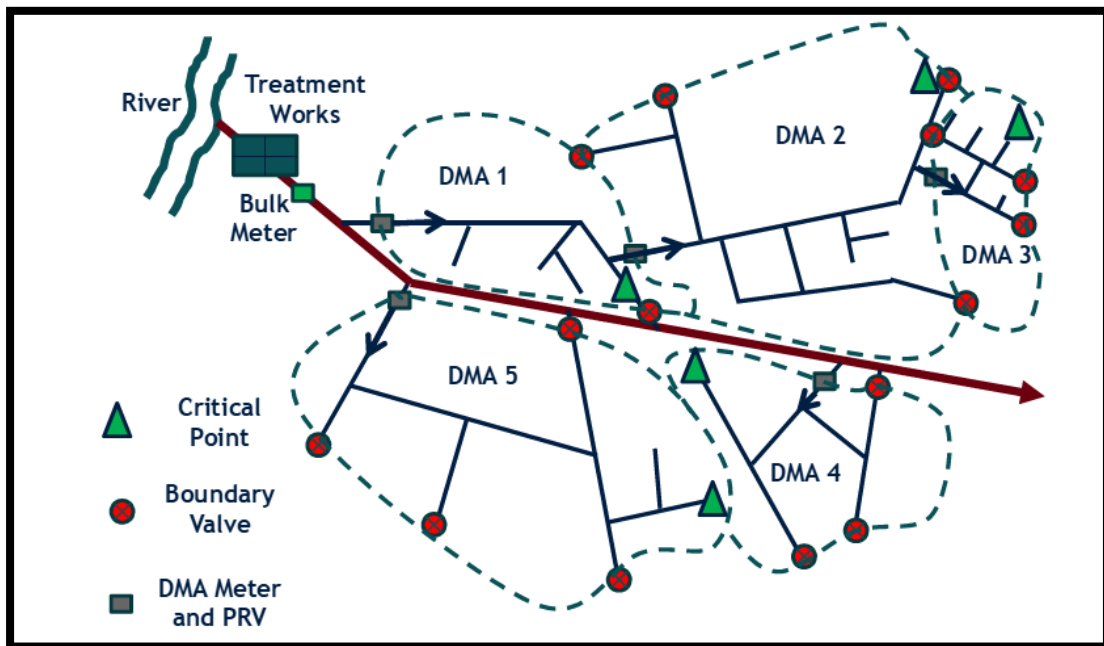 River
Treatment
Works
Bulk
Meter
DMA 1
DMA 2
DMA 3
DMA 5
DMA 4
Critical
Point
Boundary
Valve
DMA Meter
and PRV